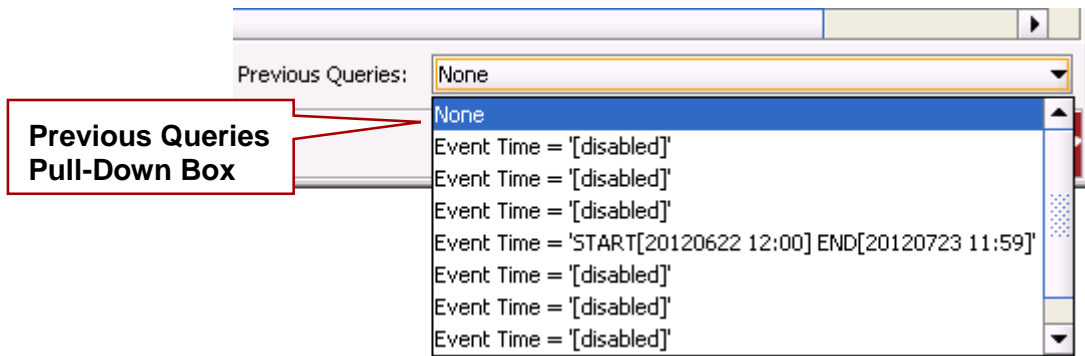 Previous Queries: None
Previous Queries
Pull-Down Box
None
Event Time = '[disabled]'
Event Time = '[disabled]'
Event Time = '[disabled]'
Event Time = 'START[20120622 12:00] END[20120723 11:59]'
Event Time = '[disabled]'
Event Time = '[disabled]'
Event Time = '[disabled]'